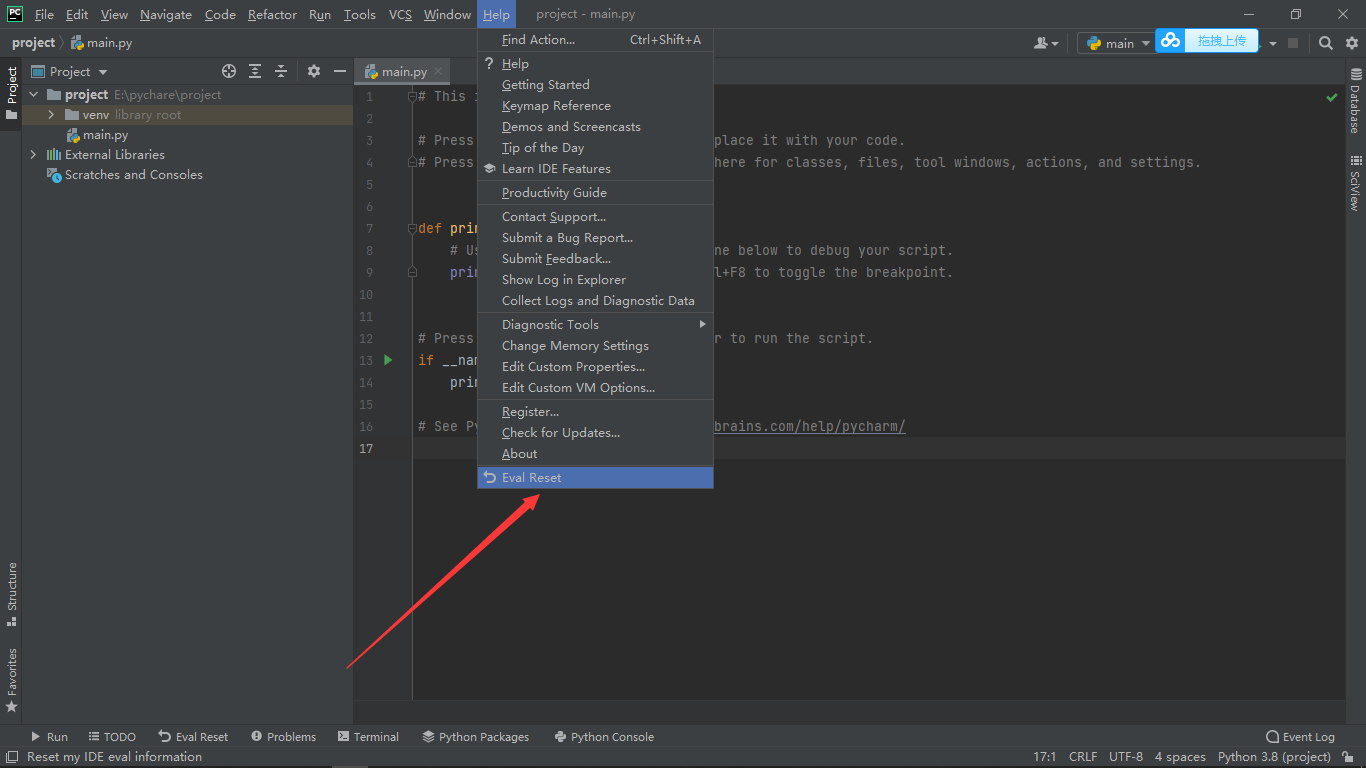 PC File Edit View Navigate Code Refactor Run Tools VCS Window Help project - main.py
project main.py main 拖拽上传
Project
Project
main.py
project E:\pychare\project
venv library root
main.py
External Libraries
Scratches and Consoles
Find Action... Ctrl+Shift+A
Help
Getting Started
Keymap Reference
Demos and Screencasts
Tip of the Day
Learn IDE Features
Productivity Guide
Contact Support...
Submit a Bug Report...
Submit Feedback...
Show Log in Explorer
Collect Logs and Diagnostic Data
Diagnostic Tools
Change Memory Settings
Edit Custom Properties...
Edit Custom VM Options...
Register...
Check for Updates...
About
Eval Reset
1 # This
2
3 # Press place it with your code.
4 # Press here for classes, files, tool windows, actions, and settings.
5
6
7 def prin
8 # Us ne below to debug your script.
9 prin l+F8 to toggle the breakpoint.
10
11
12 # Press r to run the script.
13 if __nam
14 prin
15
16 # See Py brains.com/help/pycharm/
17
Database
SciView
Structure
Favorites
Run TODO Eval Reset Problems Terminal Python Packages Python Console Event Log
Reset my IDE eval information 17:1 CRLF UTF-8 4 spaces Python 3.8 (project)